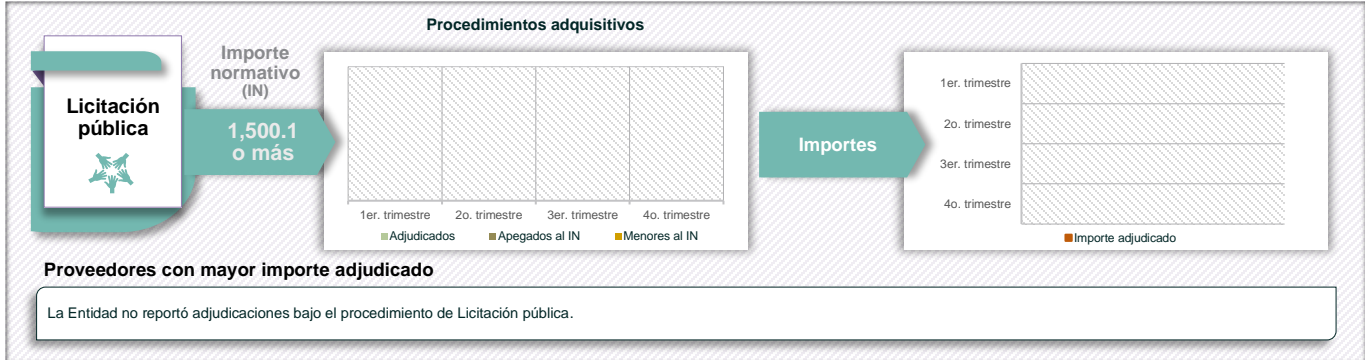 Procedimientos adquisitivos
Licitación
pública
Importe
normativo
(IN)
1,500.1
o más
1er. trimestre 2o. trimestre 3er. trimestre 4o. trimestre
Adjudicados Apegados al IN Menores al IN
Importes
1er. trimestre
2o. trimestre
3er. trimestre
4o. trimestre
Importe adjudicado
Proveedores con mayor importe adjudicado
La Entidad no reportó adjudicaciones bajo el procedimiento de Licitación pública.